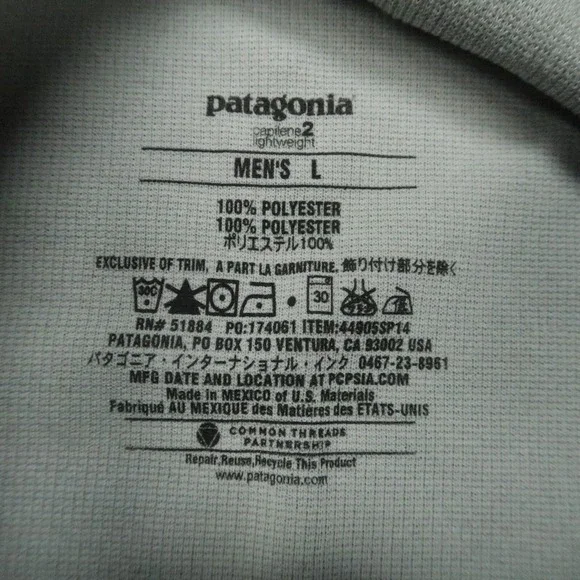 patagonia
capilene 2
lightweight
MEN'S L
100% POLYESTER
100% POLYESTER
ポリエステル100%
EXCLUSIVE OF TRIM, A PART LA GARNITURE, 飾り付け部分を除く
30C 30
RN# 51884 PO:174061 ITEM:44905SP14
PATAGONIA, PO BOX 150 VENTURA, CA 93002 USA
パタゴニア・インターナショナル・インク 0467-23-8961
MFG DATE AND LOCATION AT PCPSIA.COM
Made in MEXICO of U.S. Materials
Fabriqué AU MEXIQUE des Matières des ETATS-UNIS
COMMON THREADS
PARTNERSHIP
Repair,Reuse,Recycle This Product
www.patagonia.com